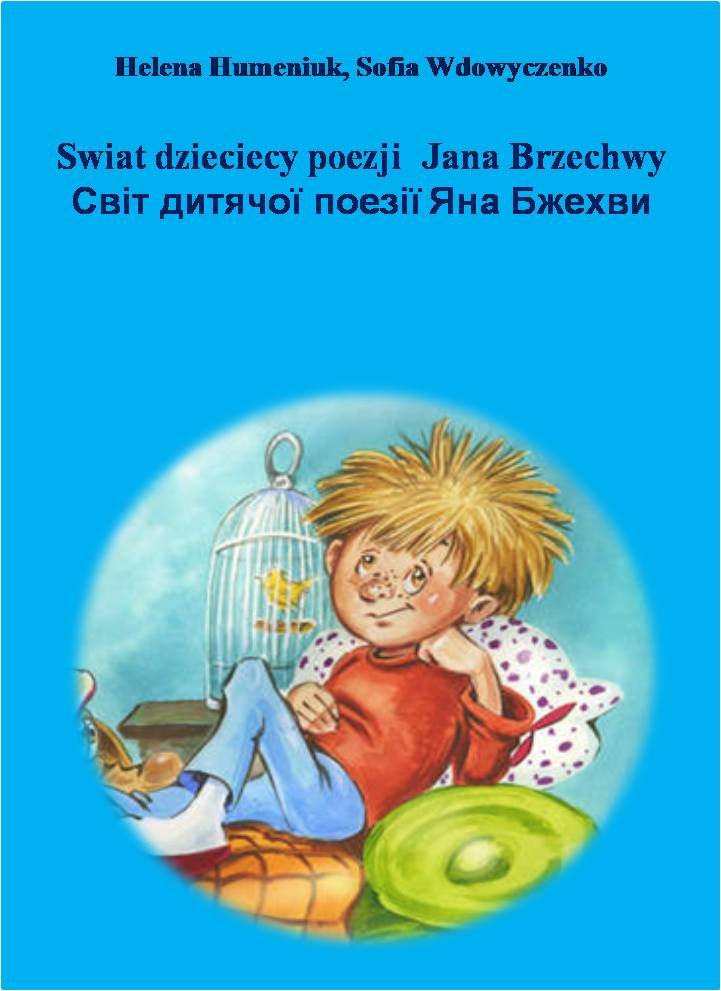 Helena Humeniuk, Sofia Wdowyczenko
Swiat dzieciecy poezji Jana Brzechwy
Світ дитячої поезії Яна Бжехви